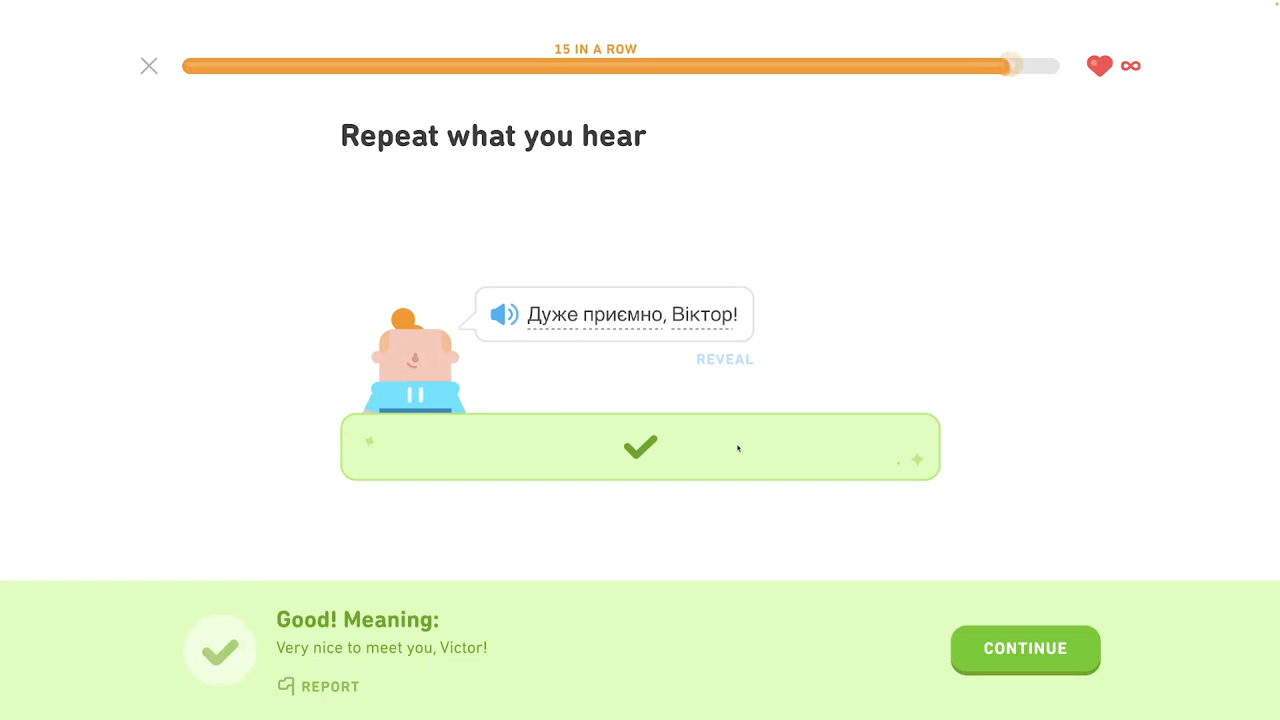 15 IN A ROW
Repeat what you hear
Дуже приємно, Віктор!
REVEAL
Good! Meaning:
Very nice to meet you, Victor!
REPORT
CONTINUE